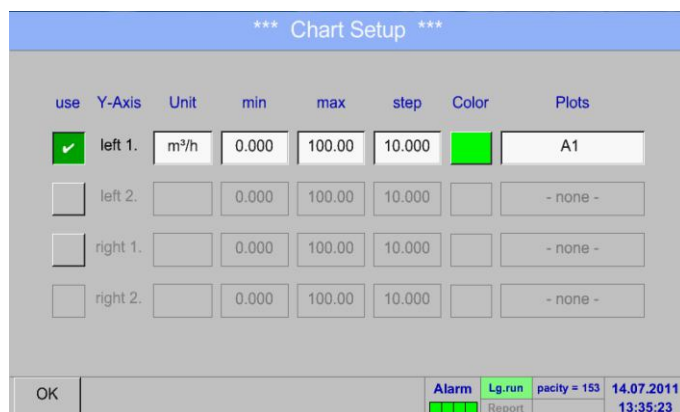 *** Chart Setup ***
use Y-Axis Unit min max step Color Plots
left 1. m³/h 0.000 100.00 10.000 A1
left 2. 0.000 100.00 10.000 - none -
right 1. 0.000 100.00 10.000 - none -
right 2. 0.000 100.00 10.000 - none -
OK Alarm Lg.run pacity = 153 14.07.2011
Report 13:35:23